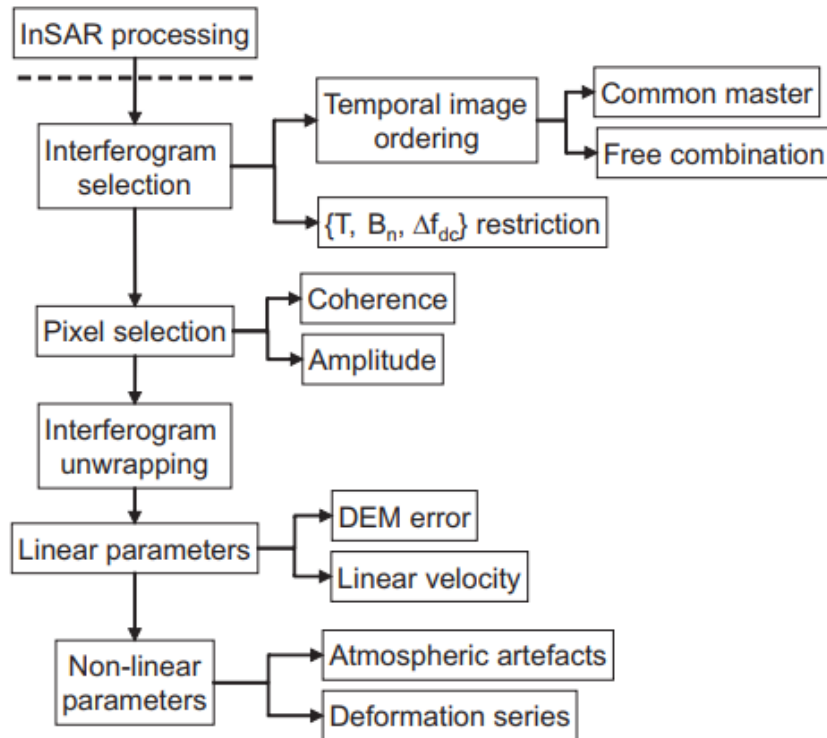 InSAR processing
Interferogram
selection
Temporal image
ordering
Common master
Free combination
{T, Bₙ, Δf_dc} restriction
Pixel selection
Coherence
Amplitude
Interferogram
unwrapping
Linear parameters
DEM error
Linear velocity
Non-linear
parameters
Atmospheric artefacts
Deformation series